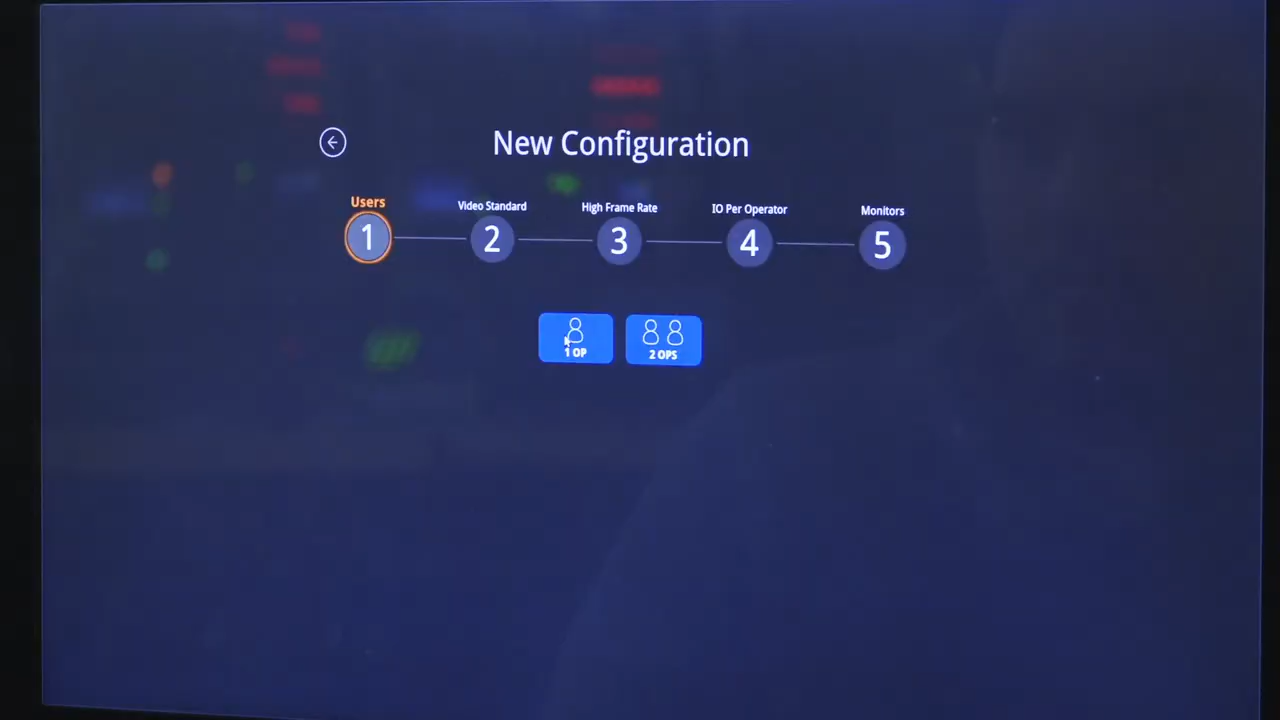 New Configuration
Users
Video Standard
High Frame Rate
IO Per Operator
Monitors
1
2
3
4
5
1 OP
2 OPS